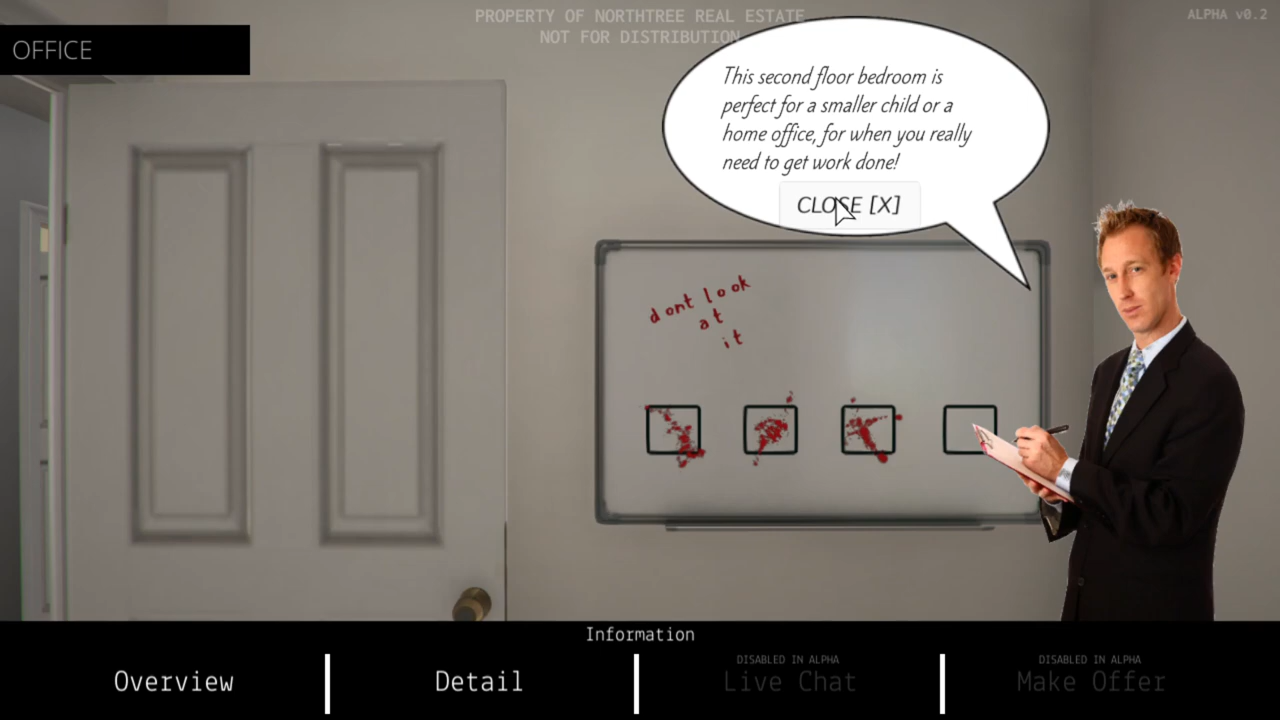 PROPERTY OF NORTHTREE REAL ESTATE
NOT FOR DISTRIBUTION
ALPHA v0.2
OFFICE
This second floor bedroom is
perfect for a smaller child or a
home office, for when you really
need to get work done!
CLOSE [X]
dont look
at
it
Information
Overview
Detail
DISABLED IN ALPHA
Live Chat
DISABLED IN ALPHA
Make Offer